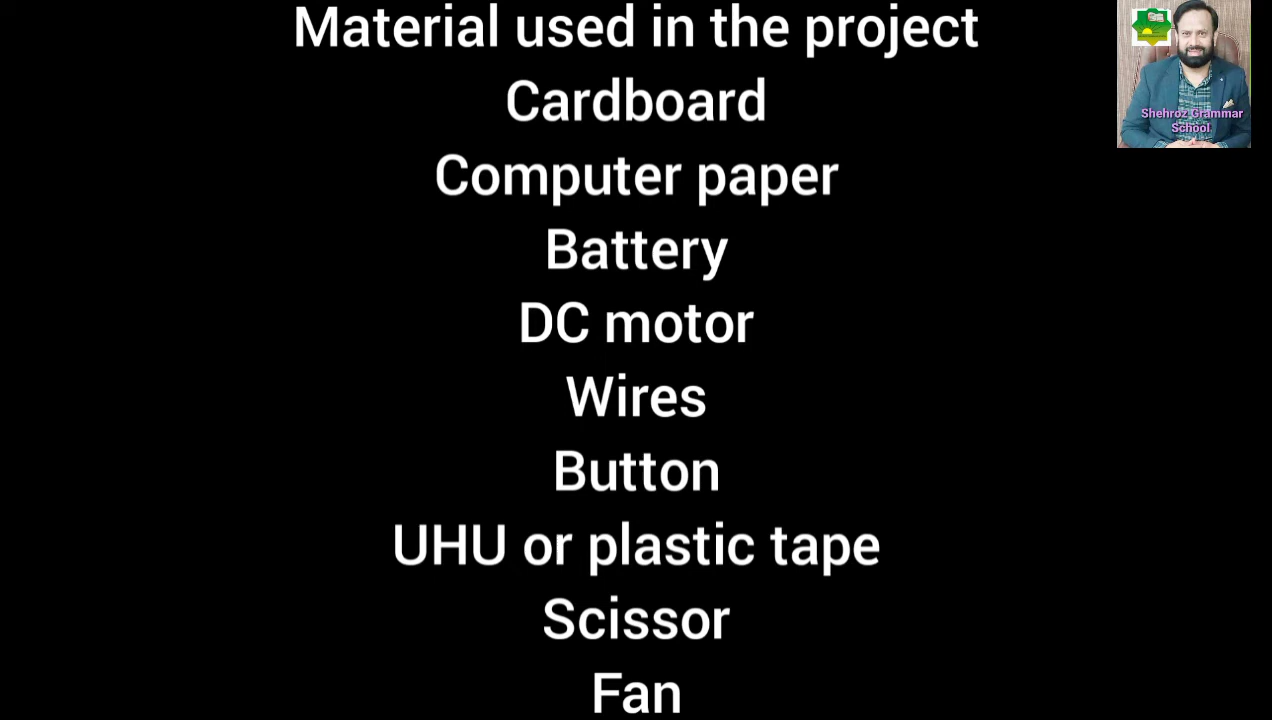 Material used in the project
Cardboard
Computer paper
Battery
DC motor
Wires
Button
UHU or plastic tape
Scissor
Fan
Shehroz Grammar
School